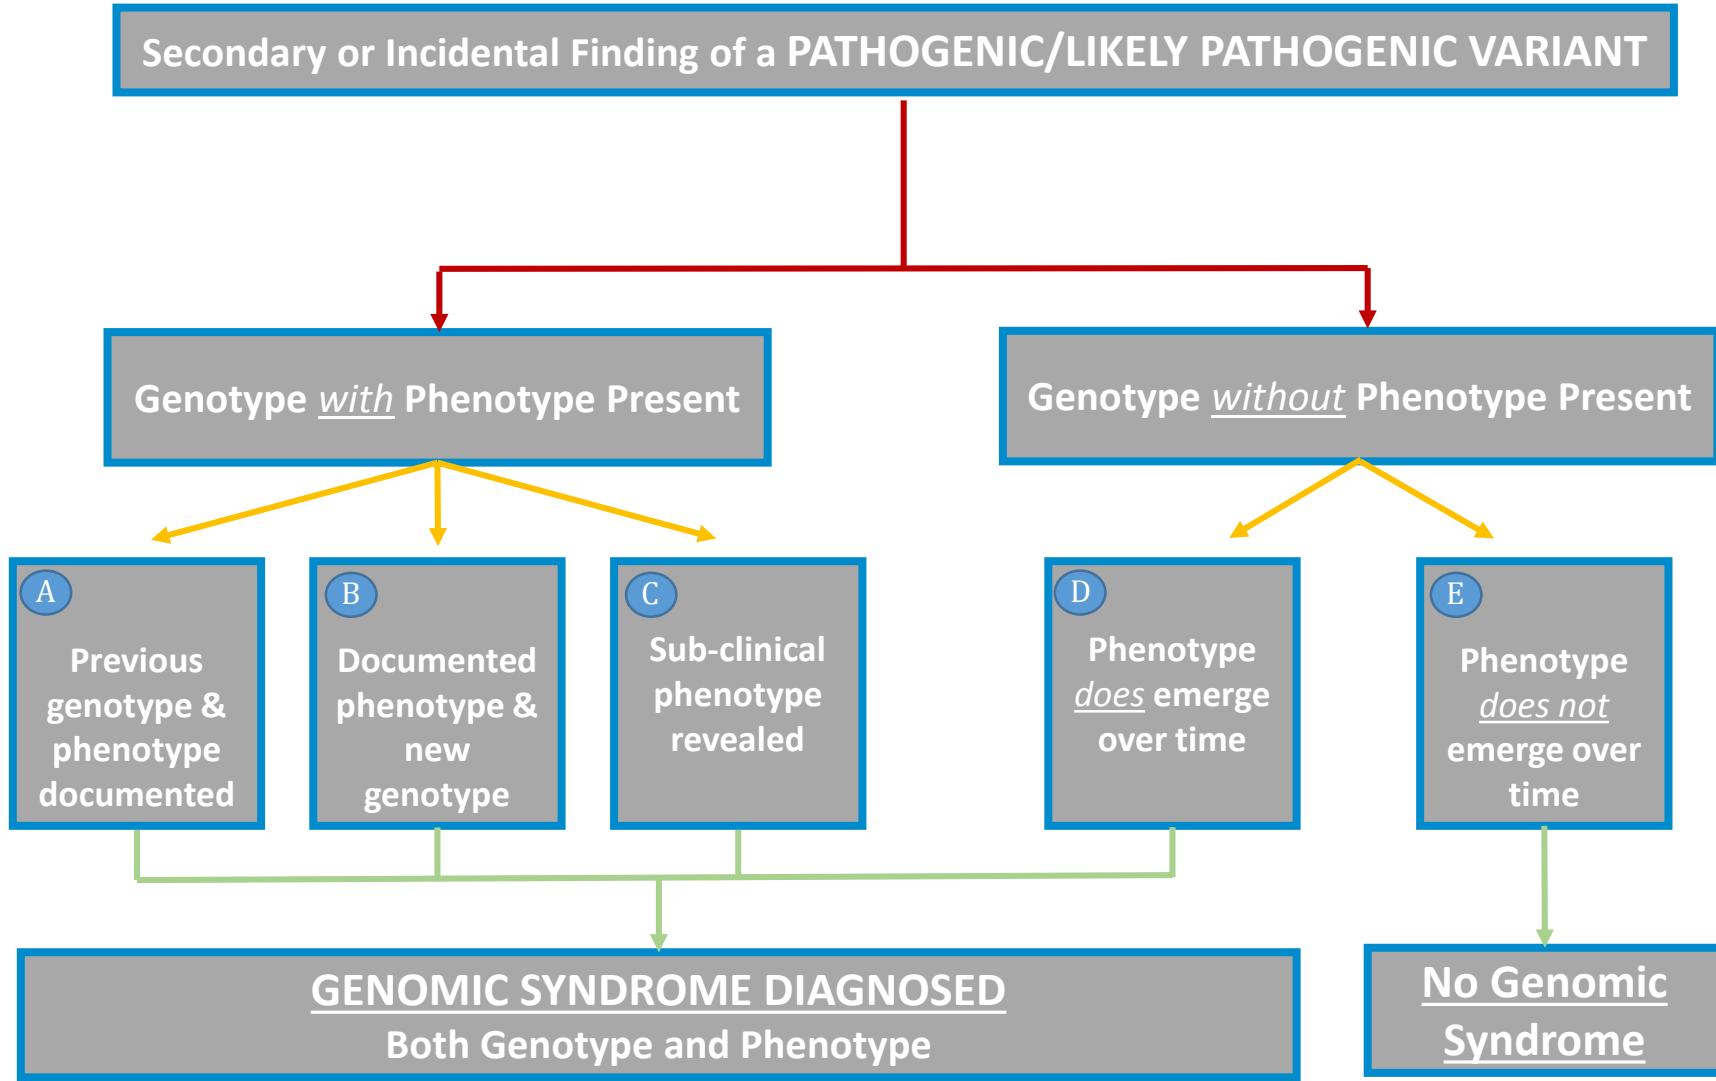 Secondary or Incidental Finding of a PATHOGENIC/LIKELY PATHOGENIC VARIANT
Genotype with Phenotype Present
Genotype without Phenotype Present
A
Previous
genotype &
phenotype
documented
B
Documented
phenotype &
new
genotype
C
Sub-clinical
phenotype
revealed
D
Phenotype
does emerge
over time
E
Phenotype
does not
emerge over
time
GENOMIC SYNDROME DIAGNOSED
Both Genotype and Phenotype
No Genomic
Syndrome